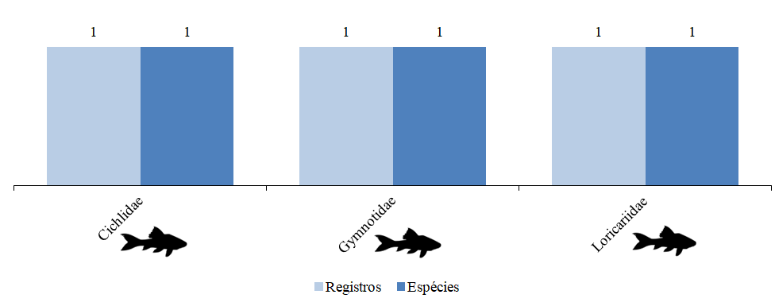 1 1 1 1 1 1
Cichlidae
Gymnotidae
Loricariidae
Registros Espécies